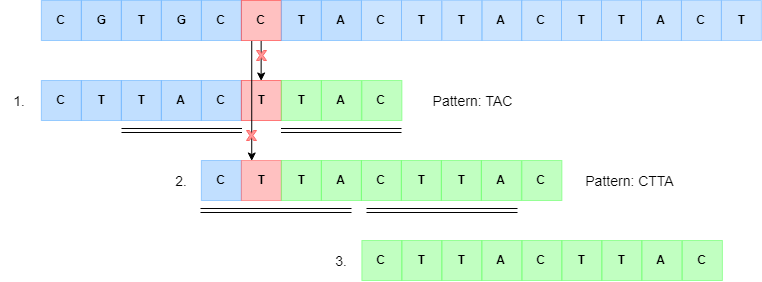 C G T G C C T A C T T A C T T A C T
1. C T T A C T T A C Pattern: TAC
2. C T T A C T T A C Pattern: CTTA
3. C T T A C T T A C